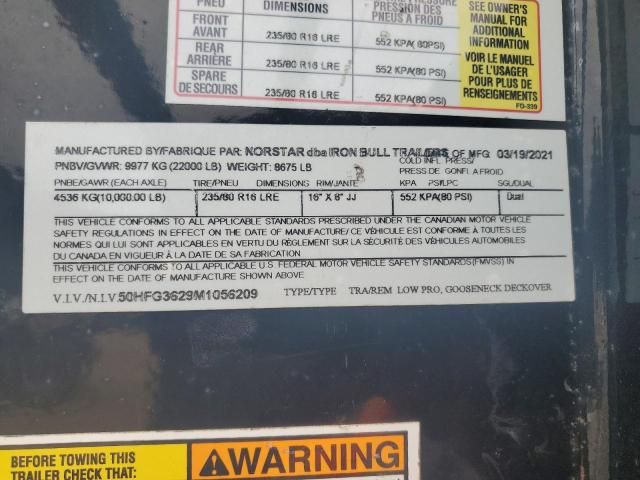 PNEU DIMENSIONS PRESSION DES PNEUS À FROID
FRONT AVANT 235/80 R16 LRE 552 KPA( 80PSI)
REAR ARRIÈRE 235/80 R16 LRE 552 KPA(80 PSI)
SPARE DE SECOURS 235/80 R16 LRE 552 KPA(80 PSI)
SEE OWNER'S
MANUAL FOR
ADDITIONAL
INFORMATION
VOIR LE MANUEL
DE L'USAGER
POUR PLUS DE
RENSEIGNEMENTS
FD-339
MANUFACTURED BY/FABRIQUE PAR: NORSTAR dba IRON BULL TRAILERS OF MFG: 03/19/2021
PNBV/GVWR: 9977 KG (22000 LB) WEIGHT: 8675 LB COLD INFL. PRESS/ PRESS DE GONFL A FROID
PNBE/GAWR (EACH AXLE) TIRE/PNEU DIMENSIONS RIM/JANTE KPA PSI/LPC SGL/DUAL
4536 KG(10,000.00 LB) 235/80 R16 LRE 16" X 6" JJ 552 KPA(80 PSI) Dual
THIS VEHICLE CONFORMS TO ALL APPLICABLE STANDARDS PRESCRIBED UNDER THE CANADIAN MOTOR VEHICLE
SAFETY REGULATIONS IN EFFECT ON THE DATE OF MANUFACTURE/ CE VÉHICULE EST CONFORME À TOUTES LES
NORMES QUI LUI SONT APPLICABLES EN VERTU DU RÈGLEMENT SUR LA SÉCURITÉ DES VÉHICULES AUTOMOBILES
DU CANADA EN VIGUEUR À LA DATE DE SA FABRICATION
THIS VEHICLE CONFORMS TO ALL APPLICABLE U.S. FEDERAL MOTOR VEHICLE SAFETY STANDARDS(FMVSS) IN
EFFECT ON THE DATE OF MANUFACTURE SHOWN ABOVE.
V.I.V./N.I.V. 50HFG3629M1056209 TYPE/TYPE TRA/REM LOW PRO, GOOSENECK DECKOVER
BEFORE TOWING THIS
TRAILER CHECK THAT:
WARNING